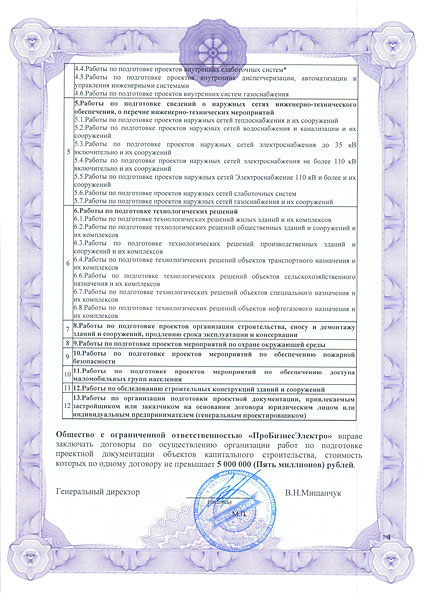 4.4.Работы по подготовке проектов внутренних слаботочных систем*
4.5.Работы по подготовке проектов внутренних диспетчеризации, автоматизации и
управления инженерными системами
4.6.Работы по подготовке проектов внутренних систем газоснабжения
5
5.Работы по подготовке сведений о наружных сетях инженерно-технического
обеспечения, о перечне инженерно-технических мероприятий
5.1.Работы по подготовке проектов наружных сетей теплоснабжения и их сооружений
5.2.Работы по подготовке проектов наружных сетей водоснабжения и канализации и их
сооружений
5.3.Работы по подготовке проектов наружных сетей электроснабжения до 35 кВ
включительно и их сооружений
5.4.Работы по подготовке проектов наружных сетей электроснабжения не более 110 кВ
включительно и их сооружений
5.5.Работы по подготовке проектов наружных сетей Электроснабжение 110 кВ и более и их
сооружений
5.6.Работы по подготовке проектов наружных сетей слаботочных систем
5.7.Работы по подготовке проектов наружных сетей газоснабжения и их сооружений
6
6.Работы по подготовке технологических решений
6.1.Работы по подготовке технологических решений жилых зданий и их комплексов
6.2.Работы по подготовке технологических решений общественных зданий и сооружений и
их комплексов
6.3.Работы по подготовке технологических решений производственных зданий и
сооружений и их комплексов
6.4.Работы по подготовке технологических решений объектов транспортного назначения и
их комплексов
6.5.Работы по подготовке технологических решений объектов сельскохозяйственного
назначения и их комплексов
6.7.Работы по подготовке технологических решений объектов специального назначения и
их комплексов
6.8.Работы по подготовке технологических решений объектов нефтегазового назначения и
их комплексов
7
8.Работы по подготовке проектов организации строительства, сносу и демонтажу
зданий и сооружений, продлению срока эксплуатации и консервации
8 9.Работы по подготовке проектов мероприятий по охране окружающей среды
9
10.Работы по подготовке проектов мероприятий по обеспечению пожарной
безопасности
10
11.Работы по подготовке проектов мероприятий по обеспечению доступа
маломобильных групп населения
11 12.Работы по обследованию строительных конструкций зданий и сооружений
12
13.Работы по организации подготовки проектной документации, привлекаемым
застройщиком или заказчиком на основании договора юридическим лицом или
индивидуальным предпринимателем (генеральным проектировщиком)
Общество с ограниченной ответственностью «ПроБизнесЭлектро» вправе
заключать договоры по осуществлению организации работ по подготовке
проектной документации объектов капитального строительства, стоимость
которых по одному договору не превышает 5 000 000 (Пять миллионов) рублей.
Генеральный директор В.Н.Мищанчук
М.П.
4